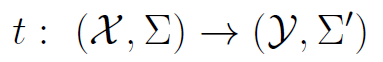 t : (𝒳, Σ) → (𝒴, Σ′)